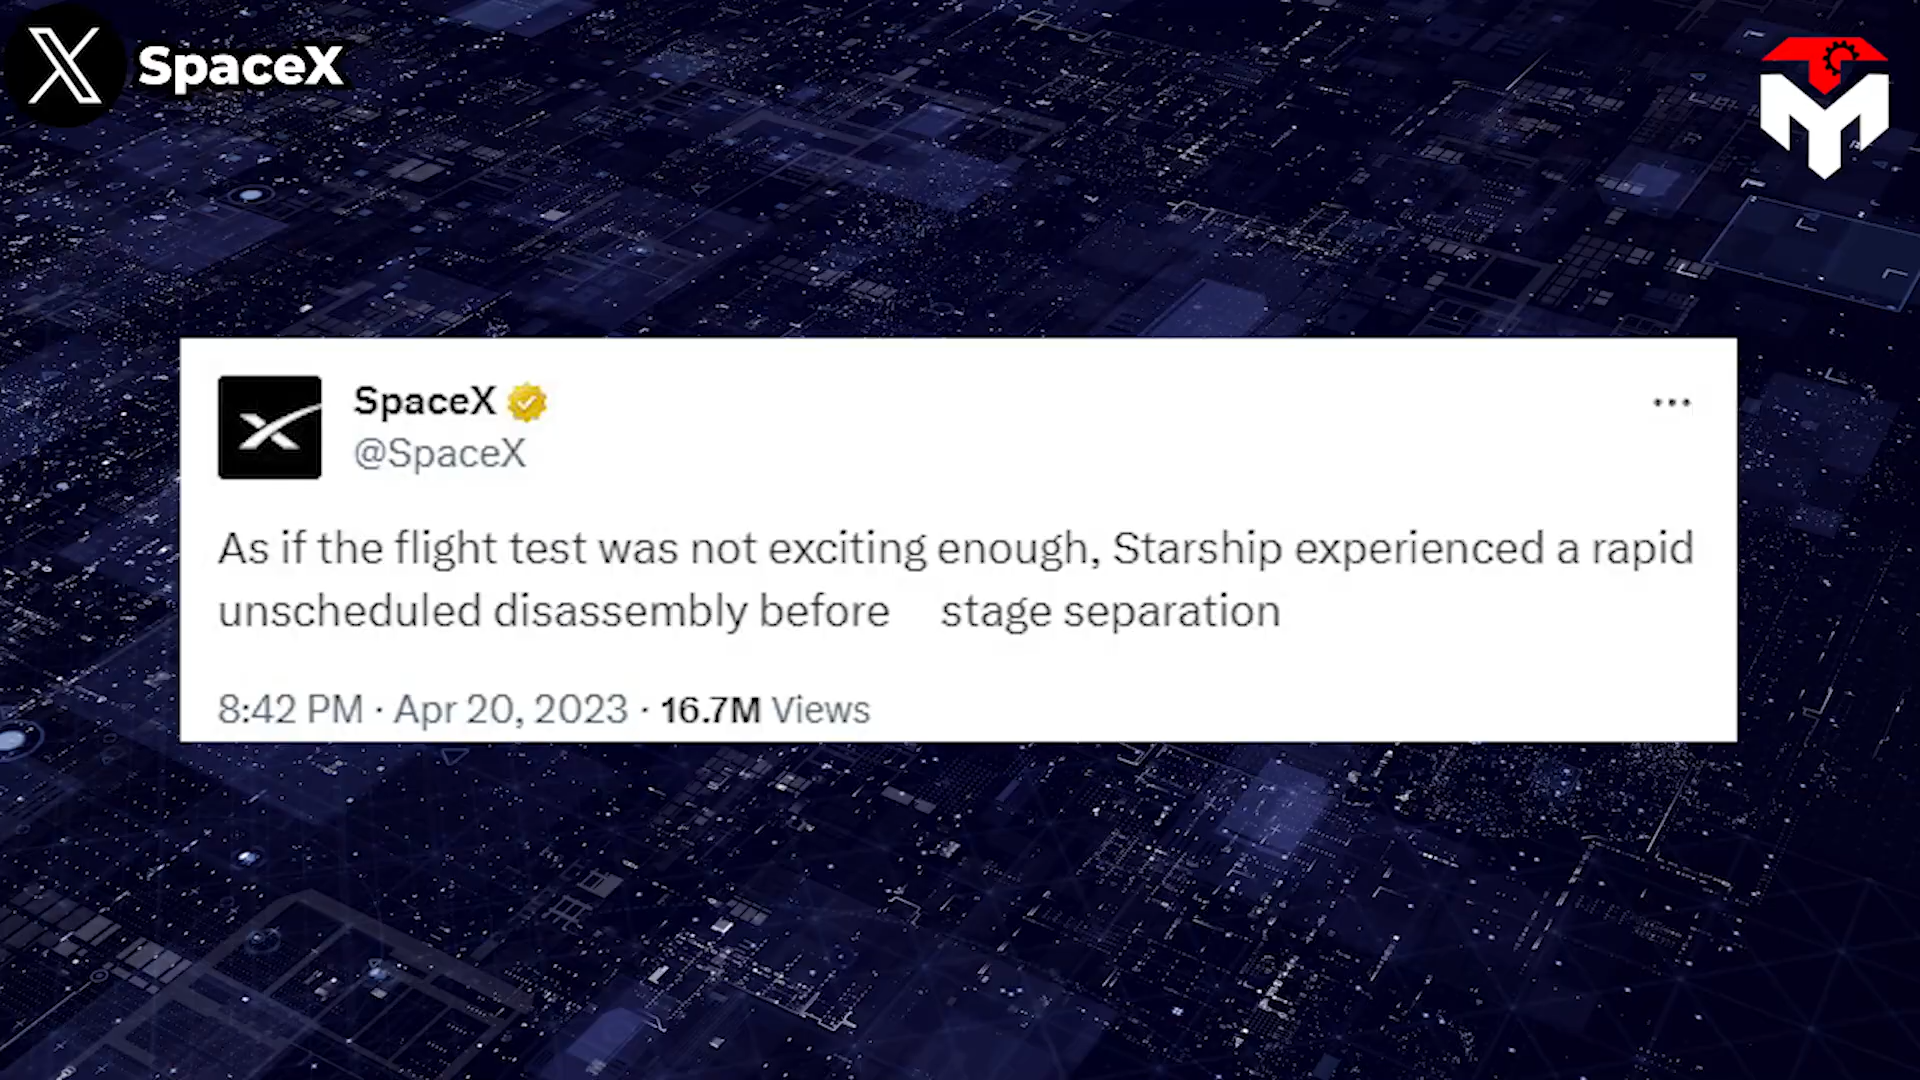 SpaceX
SpaceX
@SpaceX
As if the flight test was not exciting enough, Starship experienced a rapid
unscheduled disassembly before stage separation
8:42 PM · Apr 20, 2023 · 16.7M Views